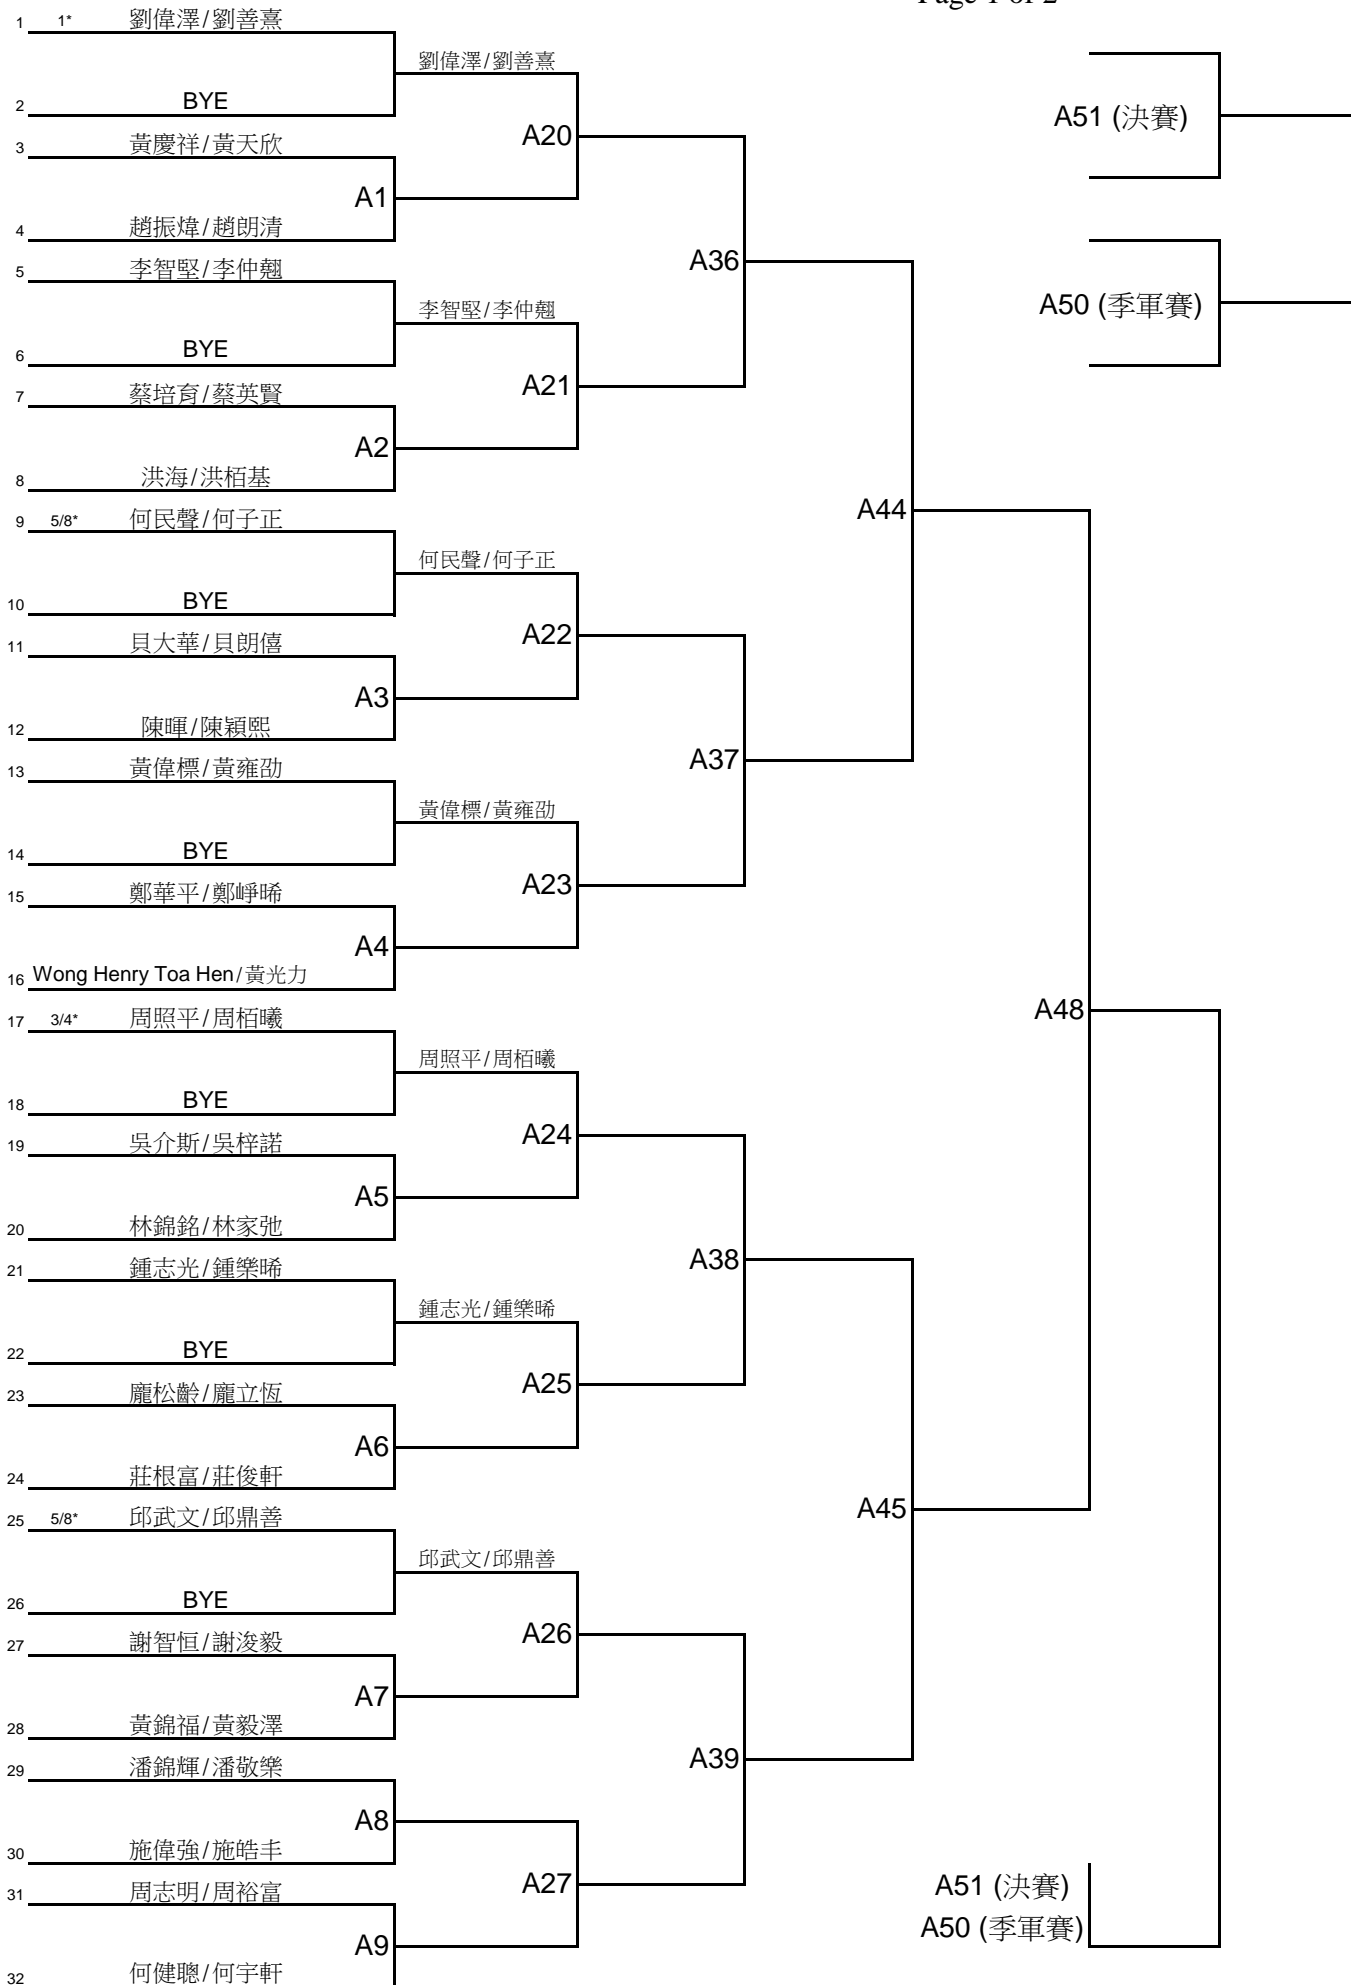 Page 1 of 2
1 1* 劉偉澤/劉善熹
劉偉澤/劉善熹
2 BYE
A51 (決賽)
A20
3 黃慶祥/黃天欣
A1
4 趙振煒/趙朗清
A36
5 李智堅/李仲翹
A50 (季軍賽)
李智堅/李仲翹
6 BYE
A21
7 蔡培育/蔡英賢
A2
8 洪海/洪栢基
A44
9 5/8* 何民聲/何子正
何民聲/何子正
10 BYE
A22
11 貝大華/貝朗僖
A3
12 陳暉/陳穎熙
A37
13 黃偉標/黃雍劭
黃偉標/黃雍劭
14 BYE
A23
15 鄭華平/鄭崢晞
A4
16 Wong Henry Toa Hen/黃光力
A48
17 3/4* 周照平/周栢曦
周照平/周栢曦
18 BYE
A24
19 吳介斯/吳梓諾
A5
20 林錦銘/林家弛
A38
21 鍾志光/鍾樂晞
鍾志光/鍾樂晞
22 BYE
A25
23 龐松齡/龐立恆
A6
24 莊根富/莊俊軒
A45
25 5/8* 邱武文/邱鼎善
邱武文/邱鼎善
26 BYE
A26
27 謝智恒/謝浚毅
A7
28 黃錦福/黃毅澤
A39
29 潘錦輝/潘敬樂
A8
30 施偉強/施皓丰
A27
A51 (決賽)
31 周志明/周裕富
A50 (季軍賽)
A9
32 何健聰/何宇軒